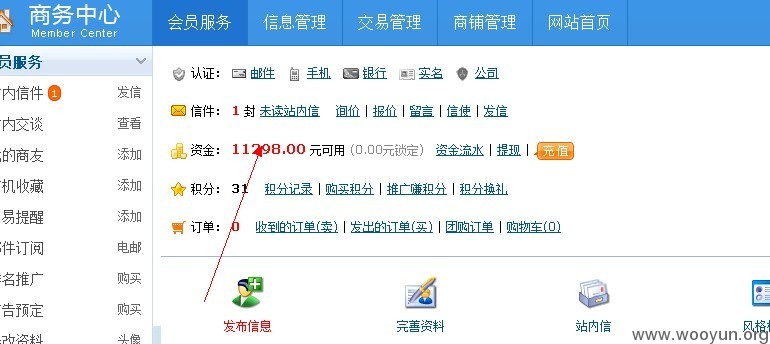 商务中心
Member Center
会员服务 信息管理 交易管理 商铺管理 网站首页
员服务
内信件 1 发信
内交谈 查看
的商友 添加
机收藏 添加
易提醒 添加
件订阅 电邮
名推广 购买
告预定 购买
改资料 头像
认证： 邮件 手机 银行 实名 公司
信件： 1 封 未读站内信 询价 | 报价 | 留言 | 信使 | 发信
资金： 11298.00 元可用 (0.00元锁定) 资金流水 | 提现 | 充值
积分： 31 积分记录 | 购买积分 | 推广赚积分 | 积分换礼
订单： 0 收到的订单(卖) | 发出的订单(买) | 团购订单 | 购物车(0)
发布信息 完善资料 站内信 风格
www.wooyun.org